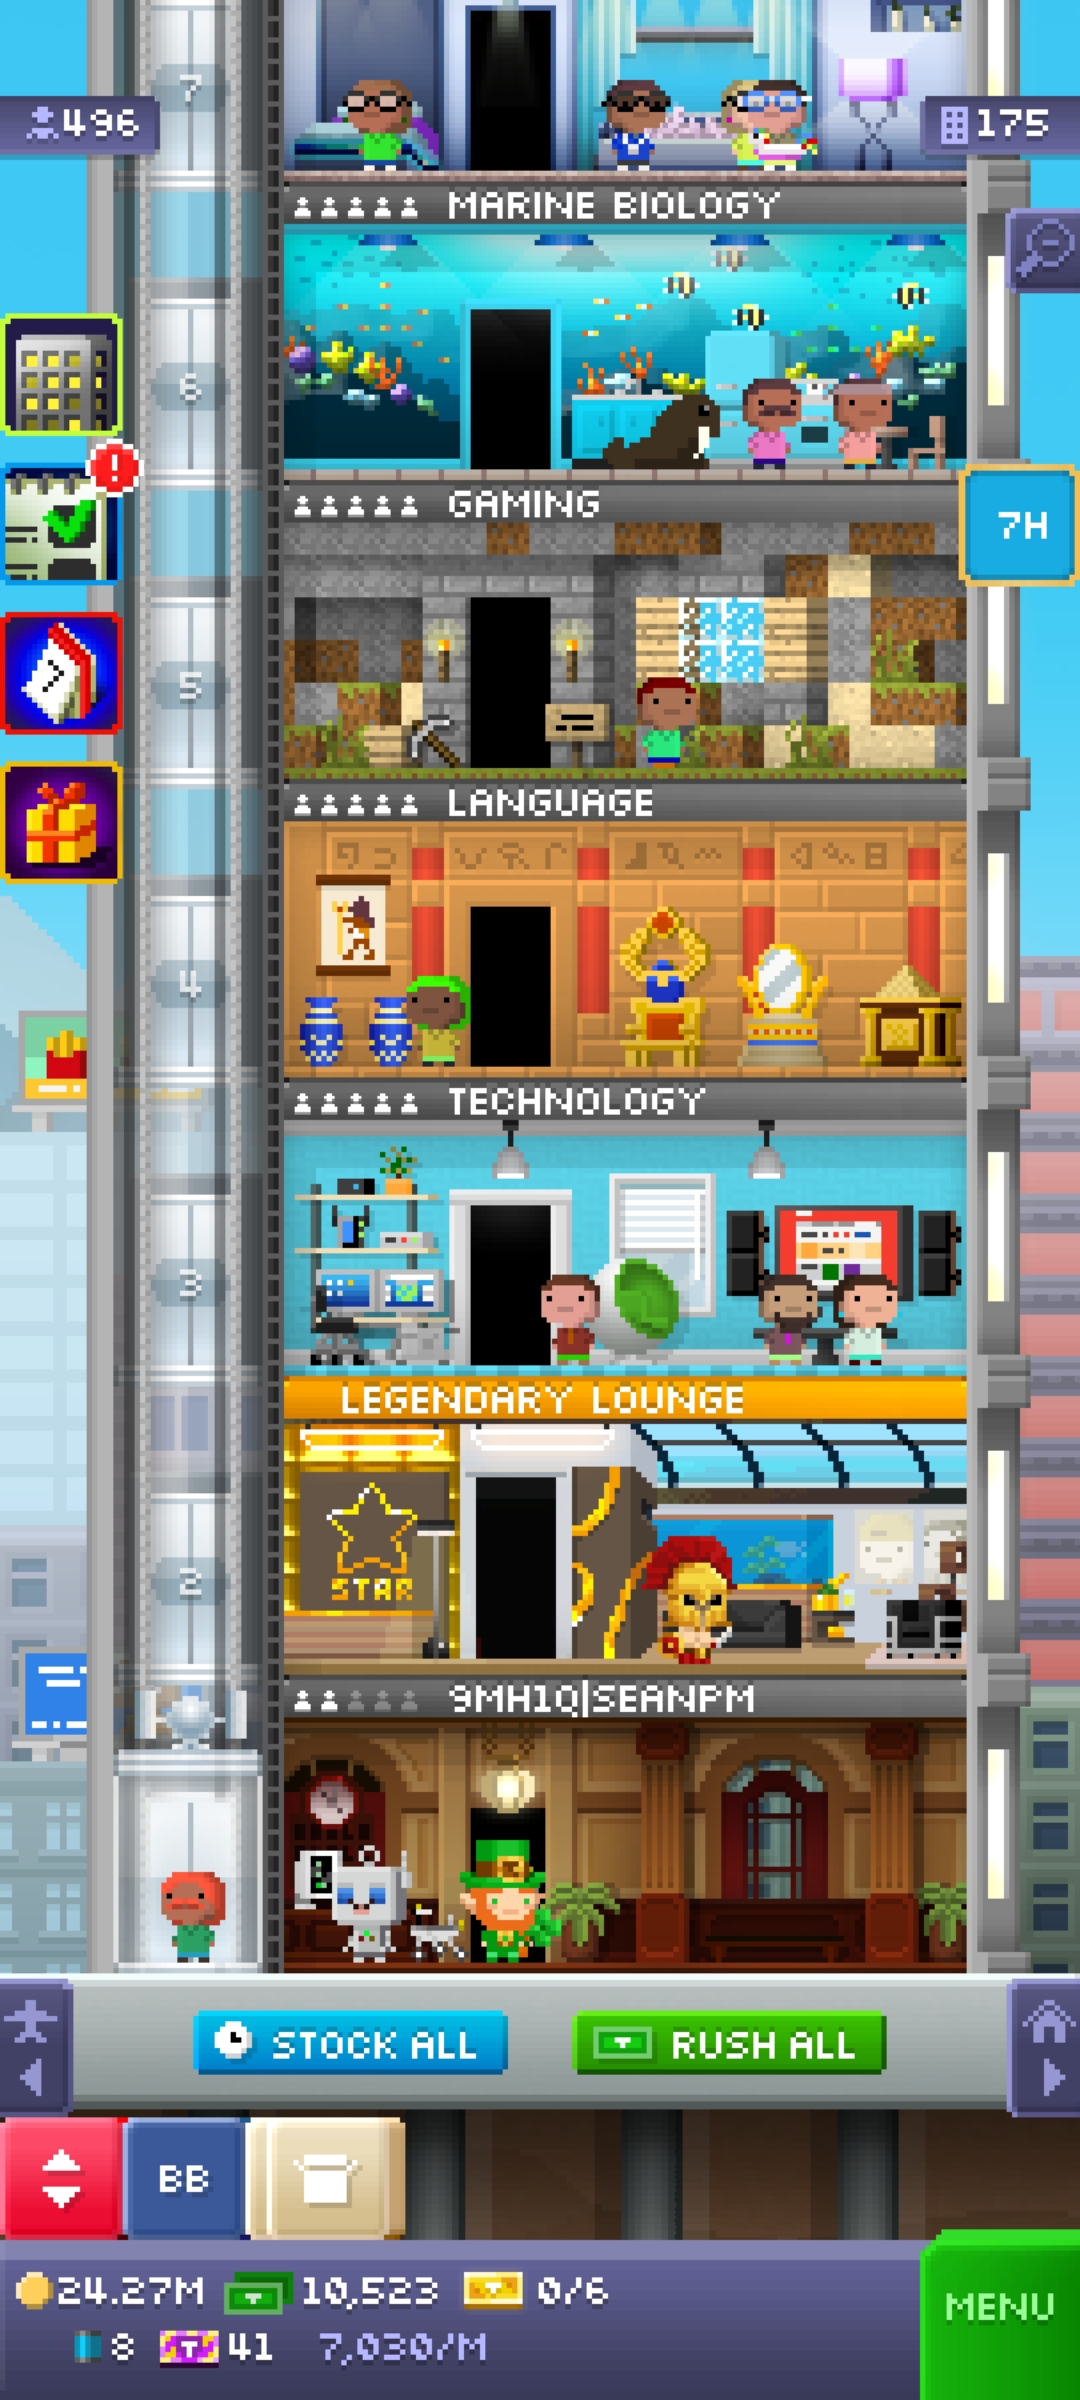 7
496
175
MARINE BIOLOGY
6
GAMING
7H
5
LANGUAGE
4
TECHNOLOGY
3
LEGENDARY LOUNGE
STAR
2
9MH1Q|SEANPM
STOCK ALL
RUSH ALL
BB
24.27M
10,523
0/6
MENU
8
41
7,030/M